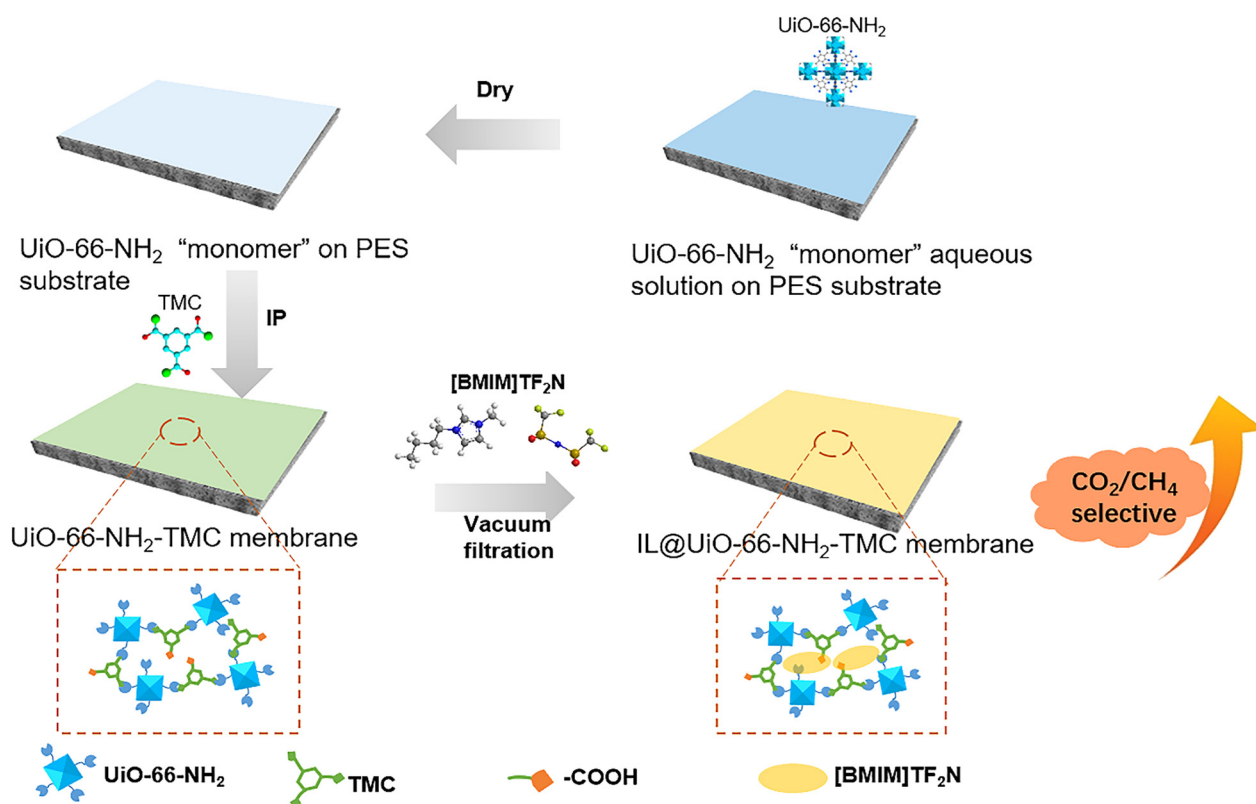 UiO-66-NH₂
Dry
UiO-66-NH₂ “monomer” on PES
substrate
UiO-66-NH₂ “monomer” aqueous
solution on PES substrate
TMC
IP
[BMIM]TF₂N
Vacuum
filtration
CO₂/CH₄
selective
UiO-66-NH₂-TMC membrane
IL@UiO-66-NH₂-TMC membrane
UiO-66-NH₂
TMC
-COOH
[BMIM]TF₂N